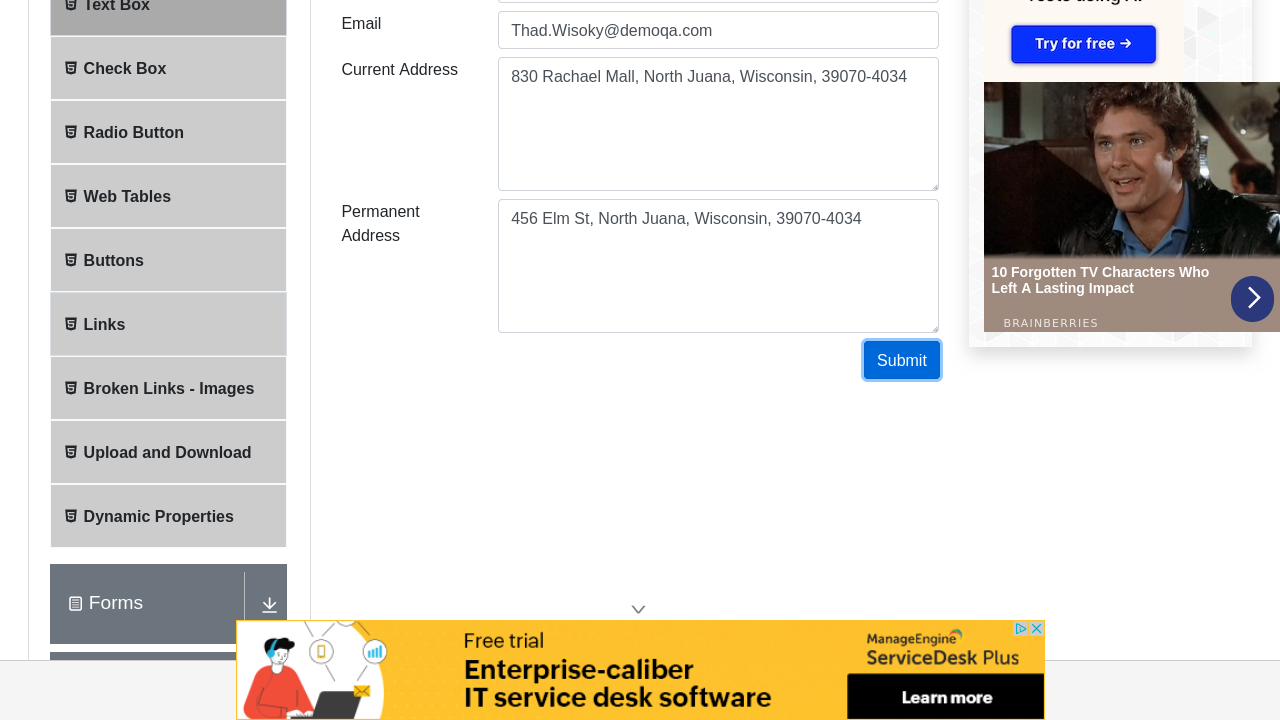 Text Box
Check Box
Radio Button
Web Tables
Buttons
Links
Broken Links - Images
Upload and Download
Dynamic Properties
Forms
Email
Thad.Wisoky@demoqa.com
Current Address
830 Rachael Mall, North Juana, Wisconsin, 39070-4034
Permanent
Address
456 Elm St, North Juana, Wisconsin, 39070-4034
Submit
Try for free →
10 Forgotten TV Characters Who
Left A Lasting Impact
BRAINBERRIES
Free trial
Enterprise-caliber
IT service desk software
ManageEngine
ServiceDesk Plus
Learn more